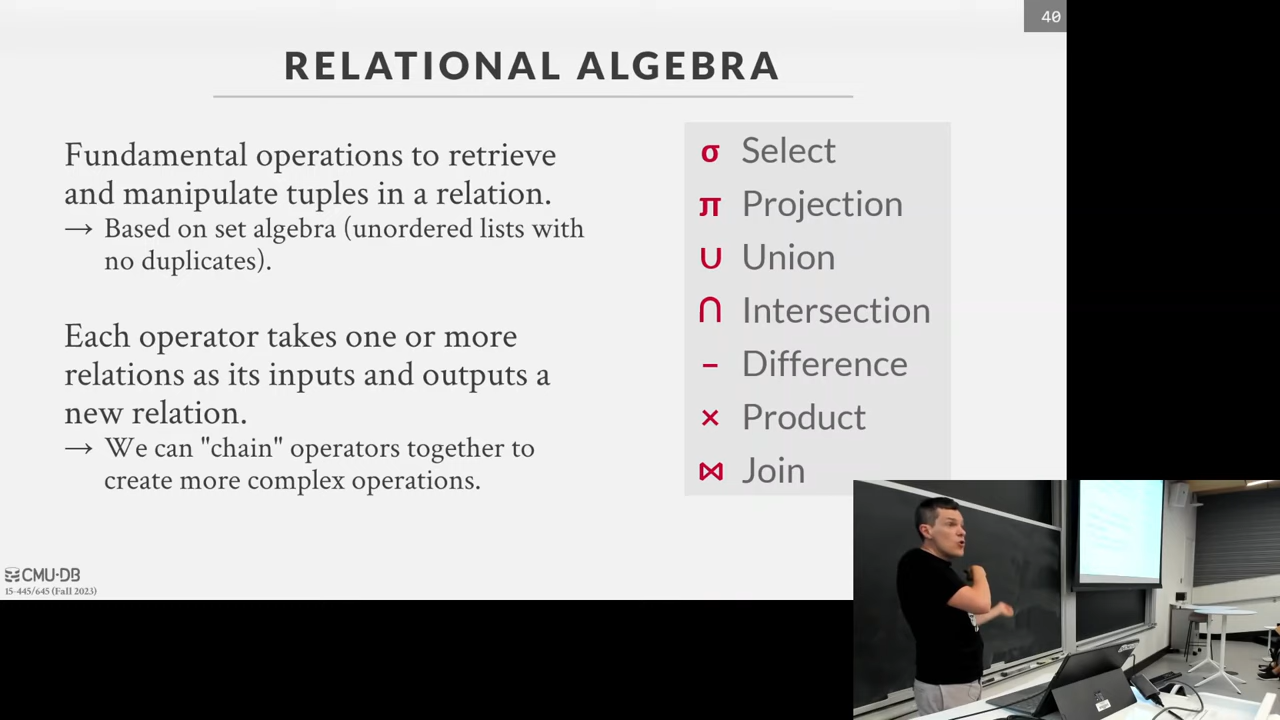 40
RELATIONAL ALGEBRA
Fundamental operations to retrieve
and manipulate tuples in a relation.
→ Based on set algebra (unordered lists with
no duplicates).
Each operator takes one or more
relations as its inputs and outputs a
new relation.
→ We can "chain" operators together to
create more complex operations.
σ Select
π Projection
∪ Union
∩ Intersection
− Difference
× Product
⋈ Join
CMU·DB
15-445/645 (Fall 2023)